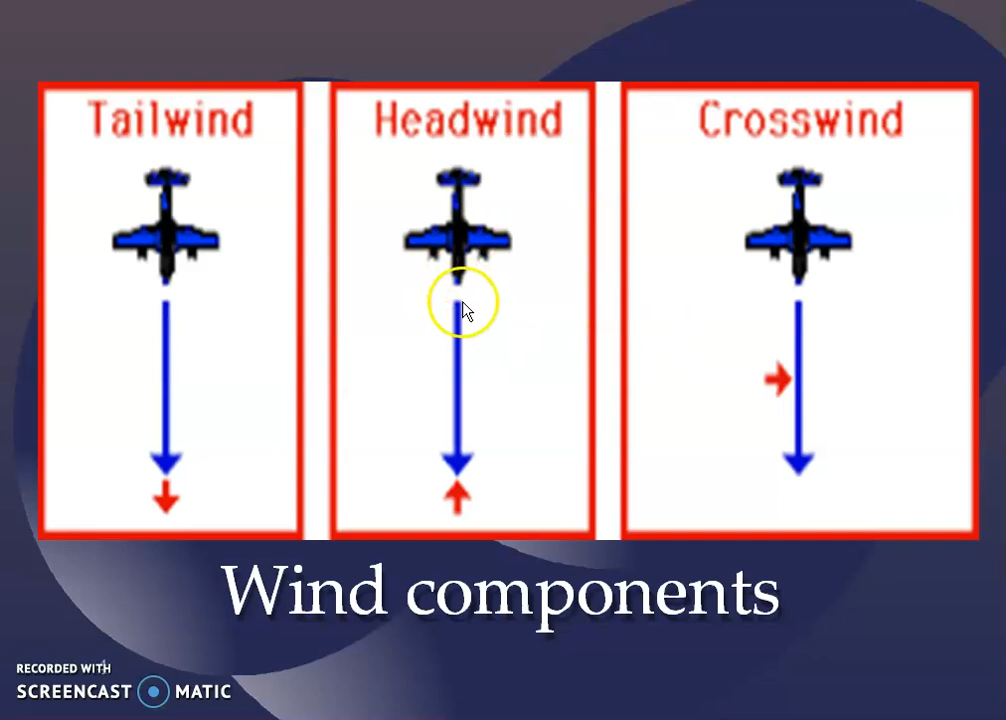 Tailwind
Headwind
Crosswind
Wind components
RECORDED WITH
SCREENCAST MATIC